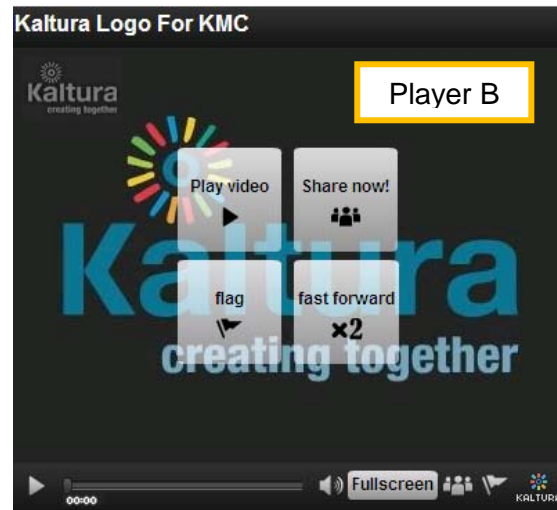 Kaltura Logo For KMC
Kaltura
creating together
Player B
Play video
Share now!
Kaltura
flag
fast forward
×2
creating together
Fullscreen
00:00
KALTURA